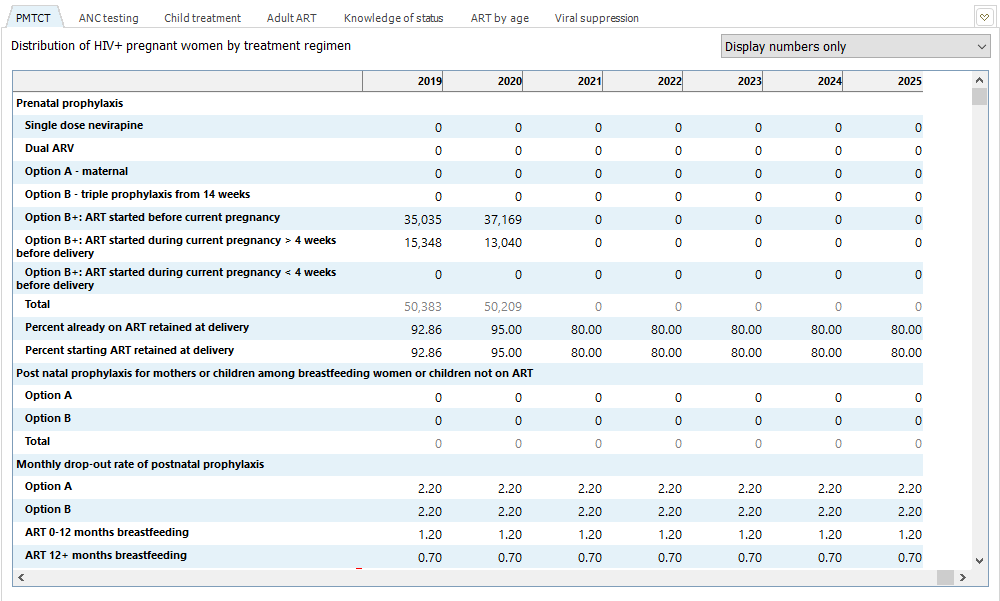 PMTCT ANC testing Child treatment Adult ART Knowledge of status ART by age Viral suppression
Distribution of HIV+ pregnant women by treatment regimen Display numbers only
2019 2020 2021 2022 2023 2024 2025
Prenatal prophylaxis
Single dose nevirapine 0 0 0 0 0 0 0
Dual ARV 0 0 0 0 0 0 0
Option A - maternal 0 0 0 0 0 0 0
Option B - triple prophylaxis from 14 weeks 0 0 0 0 0 0 0
Option B+: ART started before current pregnancy 35,035 37,169 0 0 0 0 0
Option B+: ART started during current pregnancy > 4 weeks 15,348 13,040 0 0 0 0 0
before delivery
Option B+: ART started during current pregnancy < 4 weeks 0 0 0 0 0 0 0
before delivery
Total 50,383 50,209 0 0 0 0 0
Percent already on ART retained at delivery 92.86 95.00 80.00 80.00 80.00 80.00 80.00
Percent starting ART retained at delivery 92.86 95.00 80.00 80.00 80.00 80.00 80.00
Post natal prophylaxis for mothers or children among breastfeeding women or children not on ART
Option A 0 0 0 0 0 0 0
Option B 0 0 0 0 0 0 0
Total 0 0 0 0 0 0 0
Monthly drop-out rate of postnatal prophylaxis
Option A 2.20 2.20 2.20 2.20 2.20 2.20 2.20
Option B 2.20 2.20 2.20 2.20 2.20 2.20 2.20
ART 0-12 months breastfeeding 1.20 1.20 1.20 1.20 1.20 1.20 1.20
ART 12+ months breastfeeding 0.70 0.70 0.70 0.70 0.70 0.70 0.70